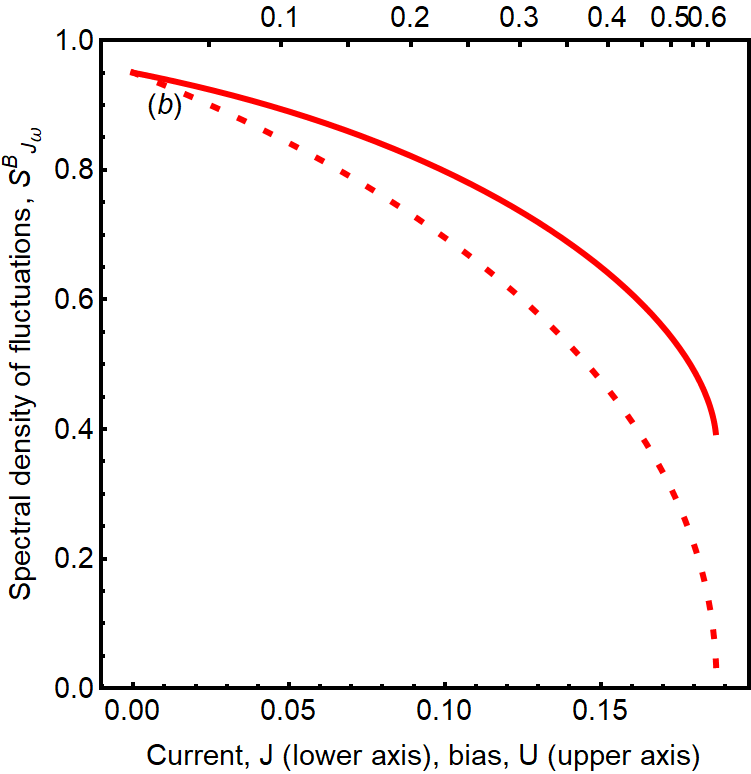 0.1 0.2 0.3 0.4 0.5 0.6
1.0
(b)
0.8
0.6
0.4
0.2
0.0
Spectral density of fluctuations, S^B_Jω
0.00 0.05 0.10 0.15
Current, J (lower axis), bias, U (upper axis)